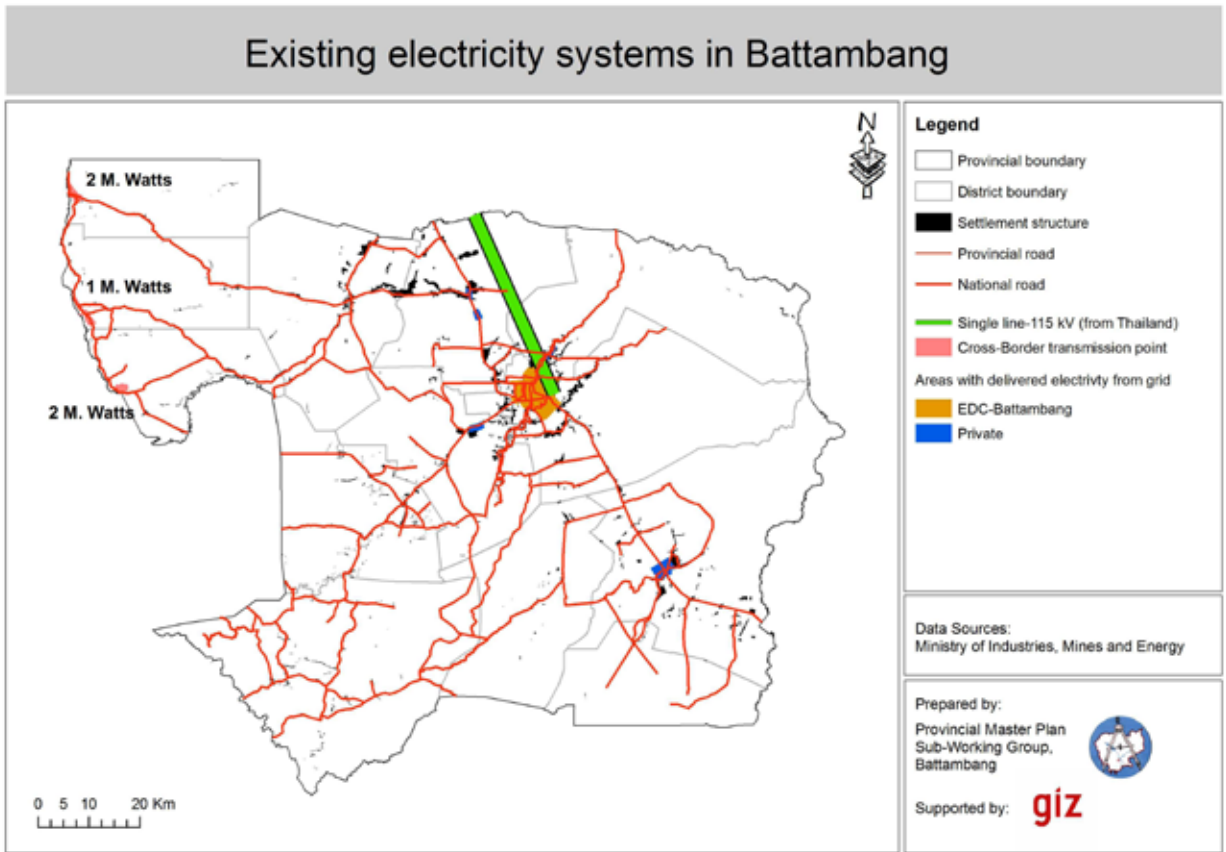 Existing electricity systems in Battambang
2 M. Watts
1 M. Watts
2 M. Watts
N
0 5 10 20 Km
Legend
Provincial boundary
District boundary
Settlement structure
Provincial road
National road
Single line-115 kV (from Thailand)
Cross-Border transmission point
Areas with delivered electrivty from grid
EDC-Battambang
Private
Data Sources:
Ministry of Industries, Mines and Energy
Prepared by:
Provincial Master Plan
Sub-Working Group,
Battambang
Supported by:
giz